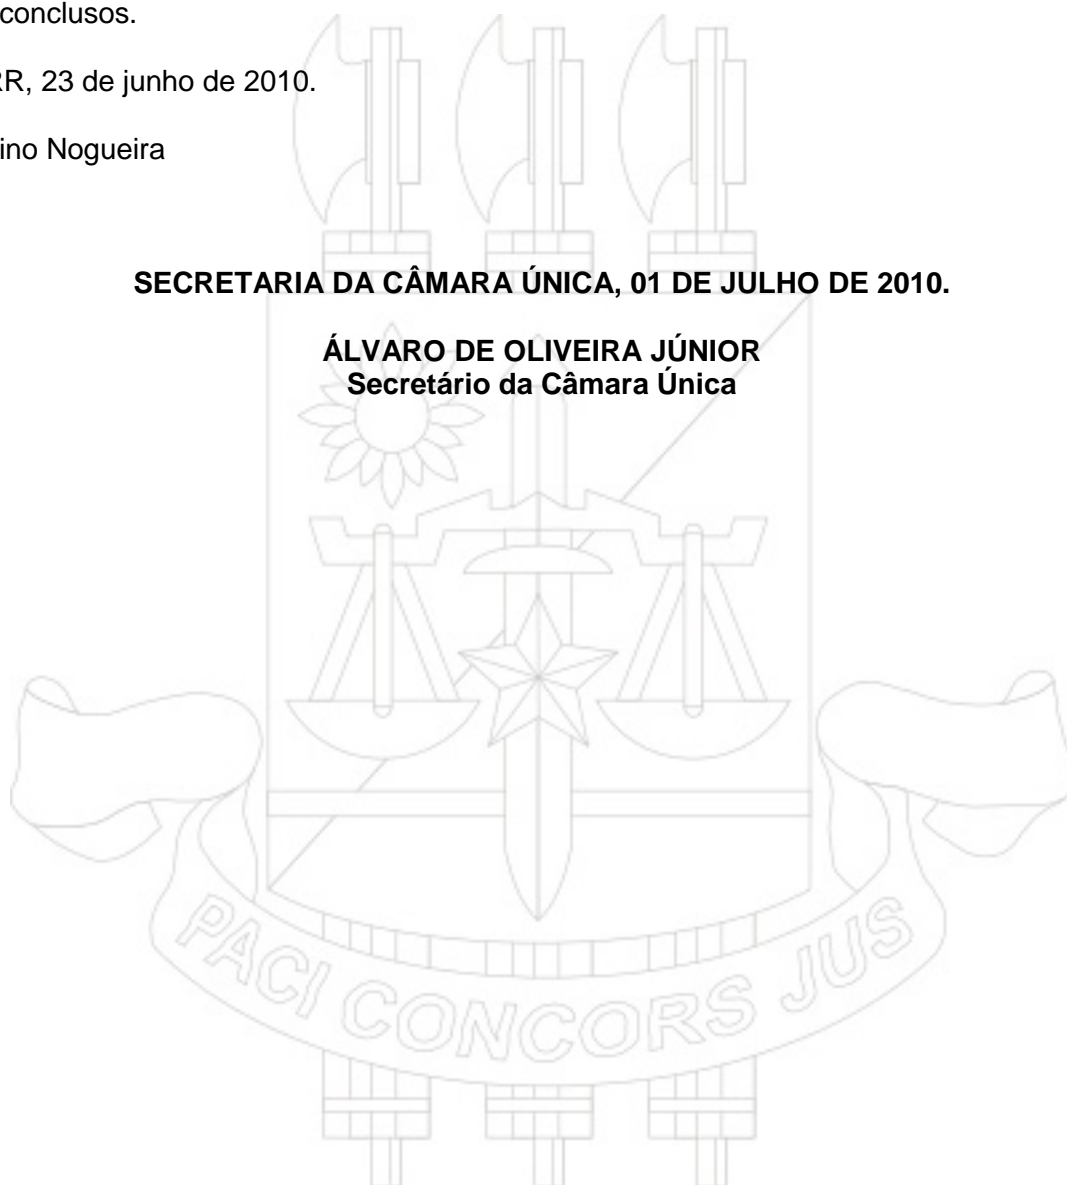 conclusos.
R, 23 de junho de 2010.
ino Nogueira
SECRETARIA DA CÂMARA ÚNICA, 01 DE JULHO DE 2010.
ÁLVARO DE OLIVEIRA JÚNIOR
Secretário da Câmara Única
PACI CONCORS JUS